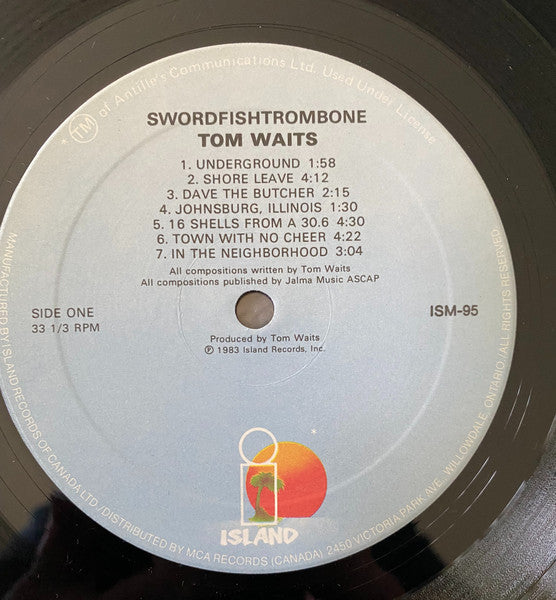 SWORDFISHTROMBONE
TOM WAITS
1. UNDERGROUND 1:58
2. SHORE LEAVE 4:12
3. DAVE THE BUTCHER 2:15
4. JOHNSBURG, ILLINOIS 1:30
5. 16 SHELLS FROM A 30.6 4:30
6. TOWN WITH NO CHEER 4:22
7. IN THE NEIGHBORHOOD 3:04
All compositions written by Tom Waits
All compositions published by Jalma Music ASCAP
SIDE ONE
33 1/3 RPM
ISM-95
Produced by Tom Waits
℗ 1983 Island Records, Inc.
*
i
ISLAND
* TM of Antille's Communications Ltd. Used Under License
MANUFACTURED BY ISLAND RECORDS OF CANADA LTD./DISTRIBUTED BY MCA RECORDS (CANADA) 2450 VICTORIA PARK AVE. WILLOWDALE, ONTARIO/ALL RIGHTS RESERVED